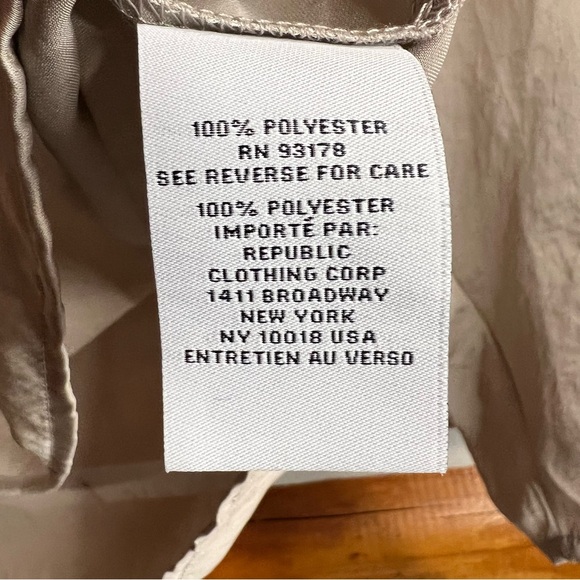 100% POLYESTER
RN 93178
SEE REVERSE FOR CARE
100% POLYESTER
IMPORTÉ PAR:
REPUBLIC
CLOTHING CORP
1411 BROADWAY
NEW YORK
NY 10018 USA
ENTRETIEN AU VERSO